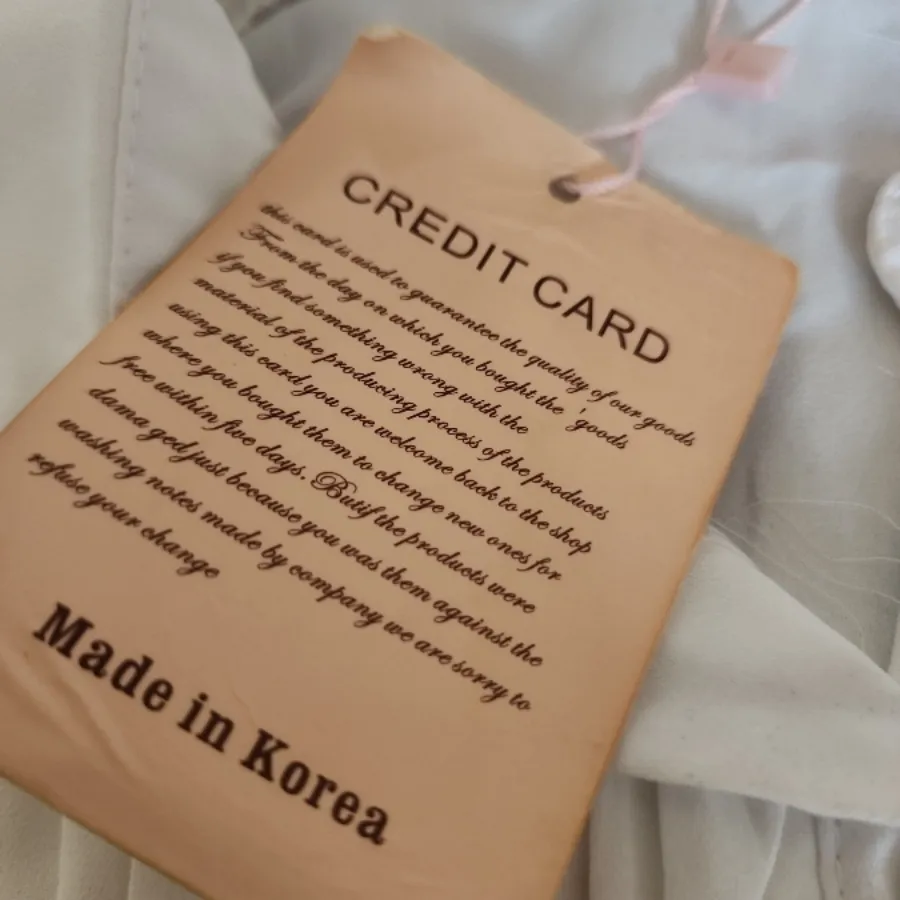 CREDIT CARD
this card is used to guarantee the quality of our goods
From the day on which you bought the ' goods
if you find something wrong with the
material of the producing process of the products
using this card you are welcome back to the shop
where you bought them to change new ones for
free within five days. Butif the products were
dama ged just because you was them against the
washing notes made by company we are sorry to
refuse your change
Made in Korea